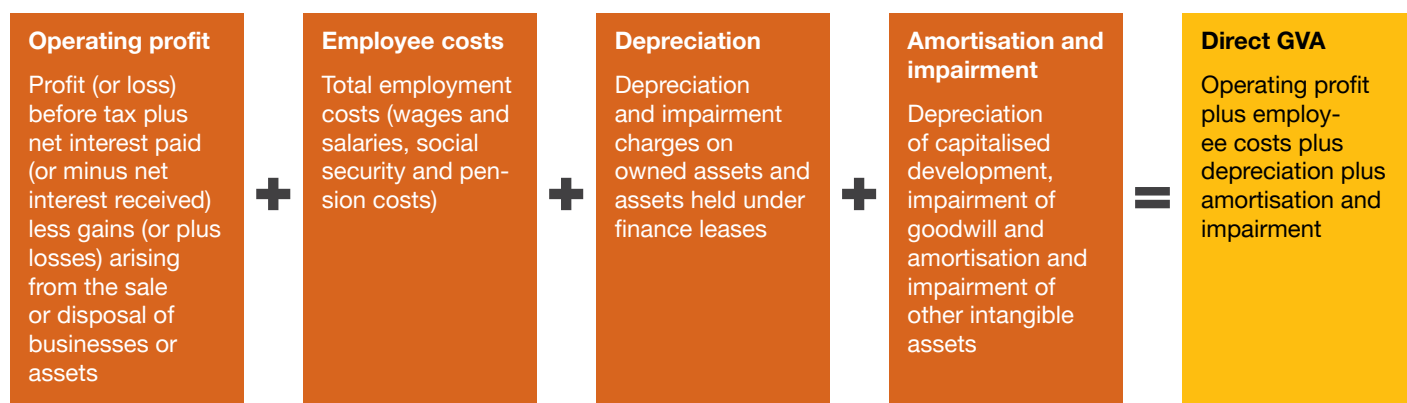 Operating profit
Profit (or loss)
before tax plus
net interest paid
(or minus net
interest received)
less gains (or plus
losses) arising
from the sale
or disposal of
businesses or
assets
+
Employee costs
Total employment
costs (wages and
salaries, social
security and pen-
sion costs)
+
Depreciation
Depreciation
and impairment
charges on
owned assets and
assets held under
finance leases
+
Amortisation and
impairment
Depreciation
of capitalised
development,
impairment of
goodwill and
amortisation and
impairment of
other intangible
assets
=
Direct GVA
Operating profit
plus employ-
ee costs plus
depreciation plus
amortisation and
impairment